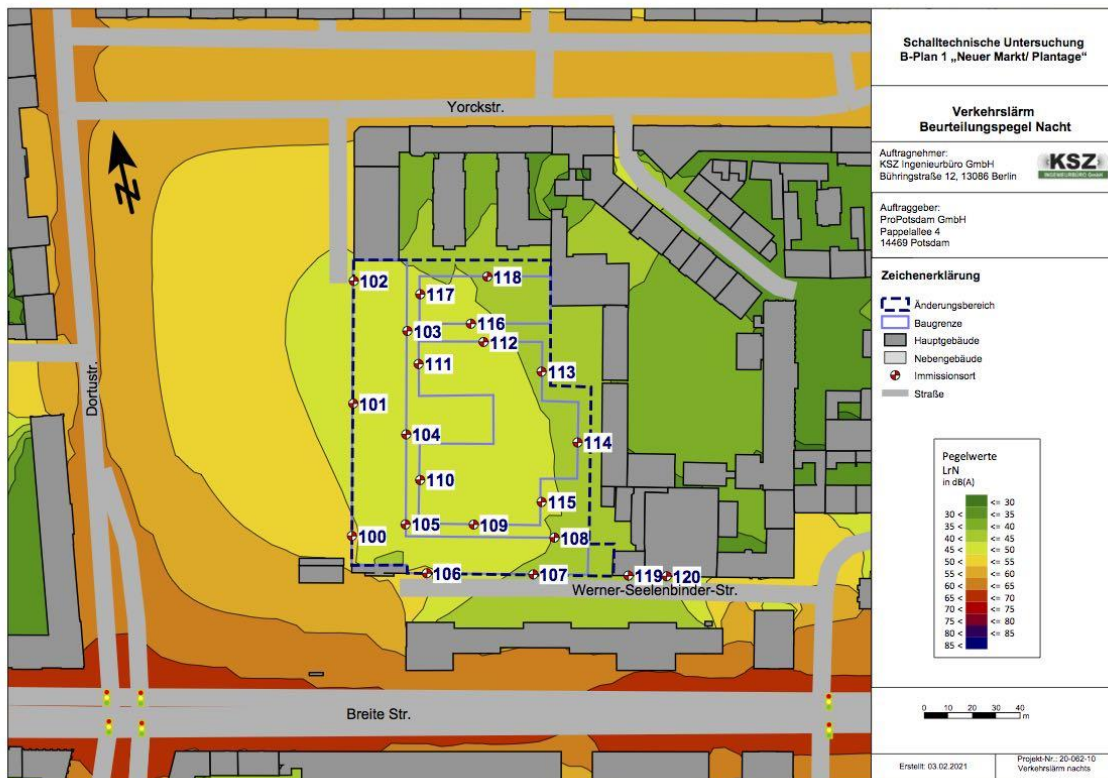 Schalltechnische Untersuchung
B-Plan 1 „Neuer Markt/ Plantage“
Verkehrslärm
Beurteilungspegel Nacht
Auftragnehmer:
KSZ Ingenieurbüro GmbH
Bühringstraße 12, 13086 Berlin
KSZ
INGENIEURBÜRO GmbH
Auftraggeber:
ProPotsdam GmbH
Pappelallee 4
14469 Potsdam
Zeichenerklärung
Änderungsbereich
Baugrenze
Hauptgebäude
Nebengebäude
Immissionsort
Straße
Pegelwerte
LrN
in dB(A)
<= 30
30 < <= 35
35 < <= 40
40 < <= 45
45 < <= 50
50 < <= 55
55 < <= 60
60 < <= 65
65 < <= 70
70 < <= 75
75 < <= 80
80 < <= 85
85 <
0 10 20 30 40
m
Erstellt: 03.02.2021
Projekt-Nr.: 20-062-10
Verkehrslärm nachts
Yorckstr.
N
Dortustr.
102
118
117
103
116
112
111
113
101
104
114
110
115
105
109
100
108
106
107
119
120
Werner-Seelenbinder-Str.
Breite Str.